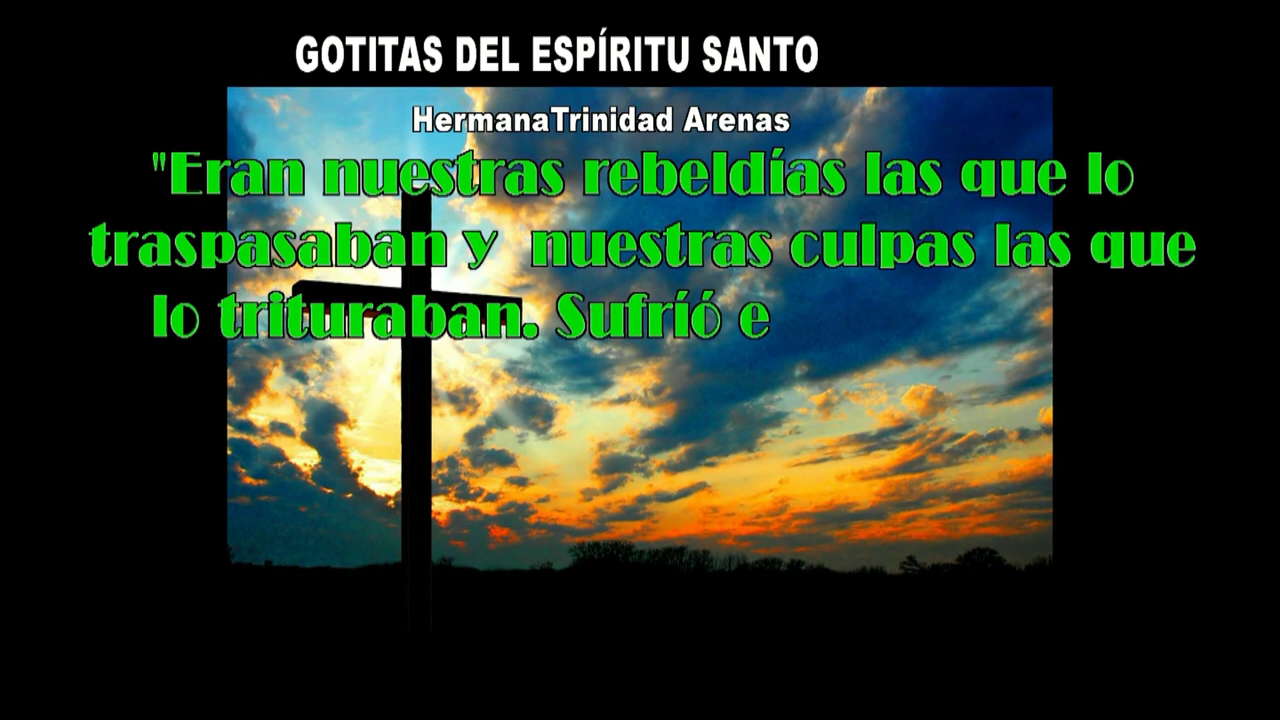 GOTITAS DEL ESPÍRITU SANTO
HermanaTrinidad Arenas
"Eran nuestras rebeldías las que lo
traspasaban y nuestras culpas las que
lo trituraban. Sufríó e